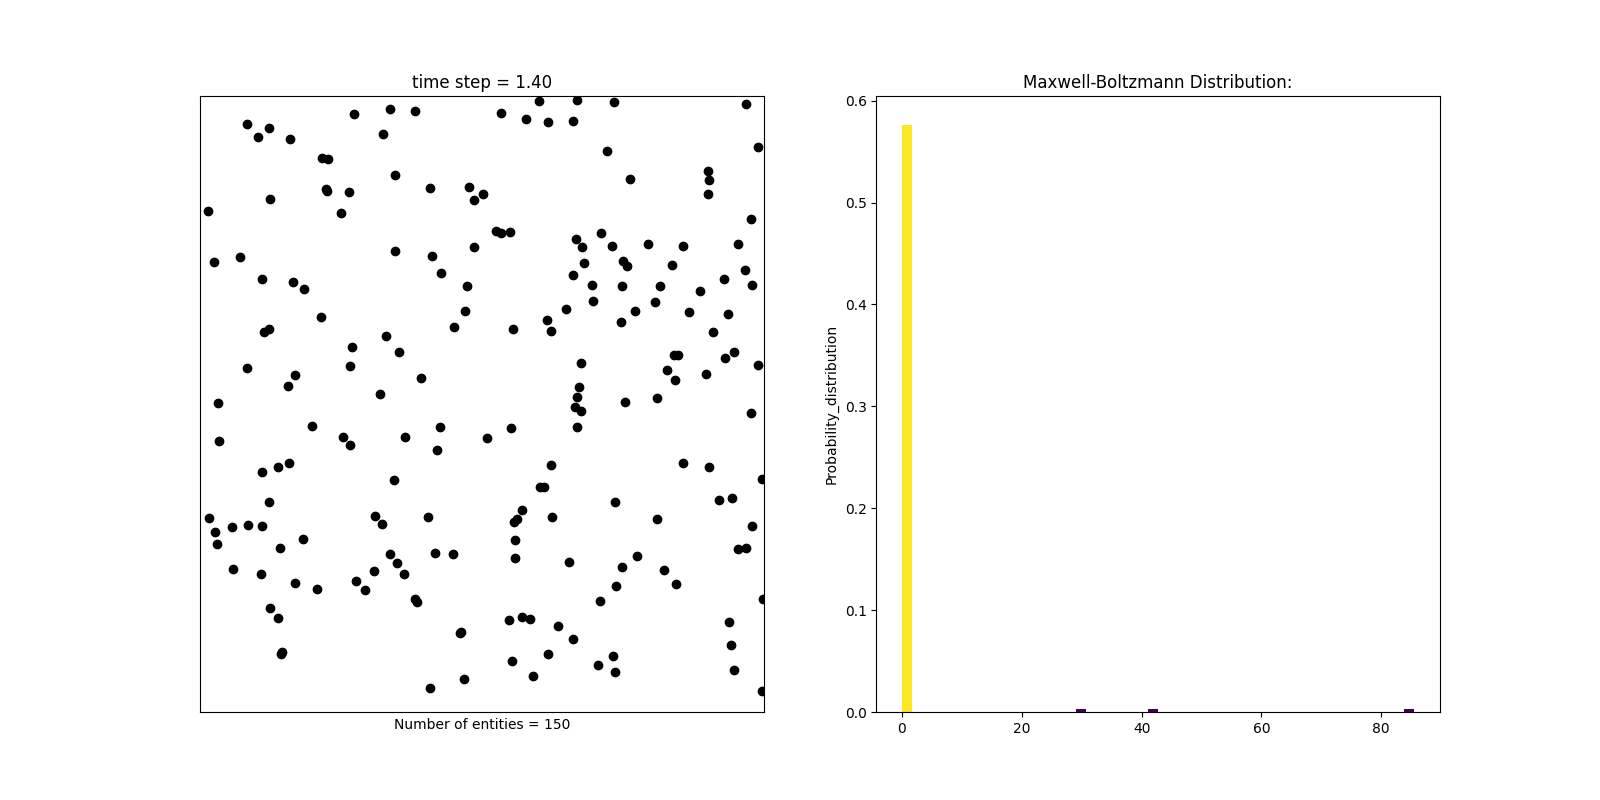 time step = 1.40
Number of entities = 150
Maxwell-Boltzmann Distribution:
Probability_distribution
0.6
0.5
0.4
0.3
0.2
0.1
0.0
0 20 40 60 80